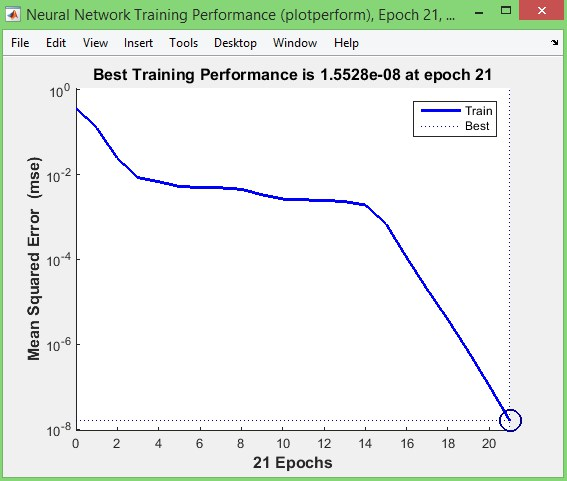 Neural Network Training Performance (plotperform), Epoch 21, ...
File Edit View Insert Tools Desktop Window Help
Best Training Performance is 1.5528e-08 at epoch 21
Train
Best
Mean Squared Error (mse)
10^0
10^-2
10^-4
10^-6
10^-8
0 2 4 6 8 10 12 14 16 18 20
21 Epochs